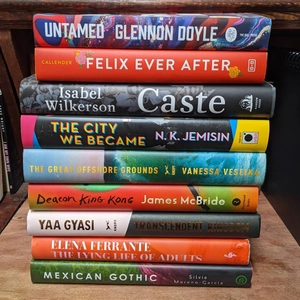 UNTAMED GLENNON DOYLE
CALLENDER FELIX EVER AFTER
Isabel Wilkerson Caste
THE CITY WE BECAME N. K. JEMISIN
THE GREAT OFFSHORE GROUNDS VANESSA VESELKA
Deacon King Kong James McBride
YAA GYASI TRANSCENDENT KINGDOM
ELENA FERRANTE
THE LYING LIFE OF ADULTS
MEXICAN GOTHIC Silvia Moreno-Garcia